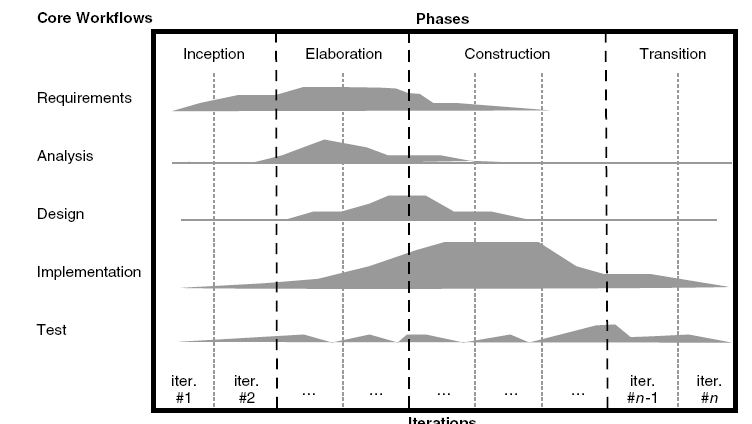 Core Workflows
Phases
Inception Elaboration Construction Transition
Requirements
Analysis
Design
Implementation
Test
iter. iter. iter. iter.
#1 #2 ... ... ... ... ... #n-1 #n
Iterations